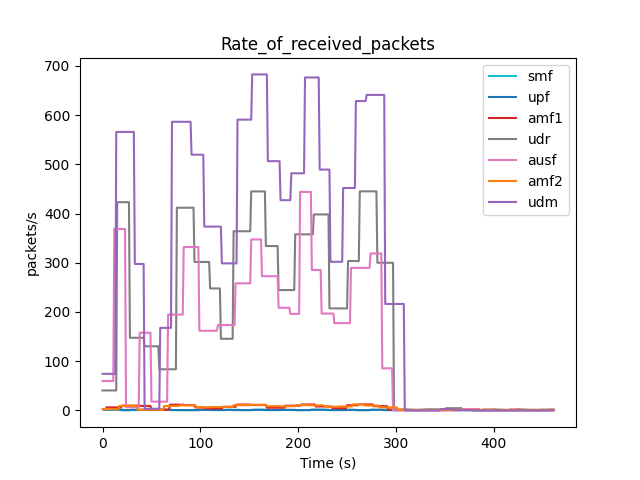 Rate_of_received_packets
packets/s
700
600
500
400
300
200
100
0
0 100 200 300 400
Time (s)
smf
upf
amf1
udr
ausf
amf2
udm